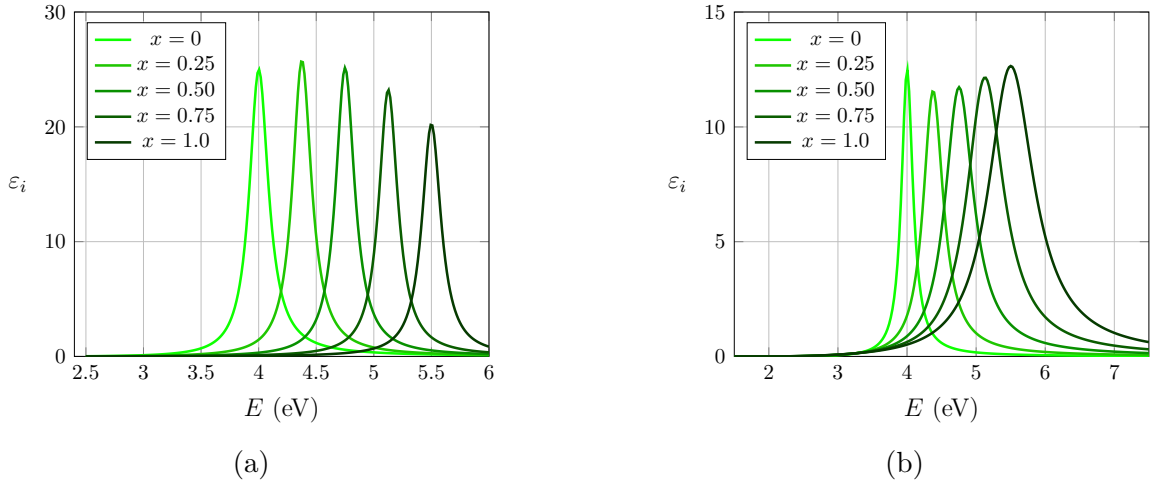 30
20
10
0
2.5 3 3.5 4 4.5 5 5.5 6
ε_i
E (eV)
x = 0
x = 0.25
x = 0.50
x = 0.75
x = 1.0
(a)
15
10
5
0
2 3 4 5 6 7
ε_i
E (eV)
x = 0
x = 0.25
x = 0.50
x = 0.75
x = 1.0
(b)